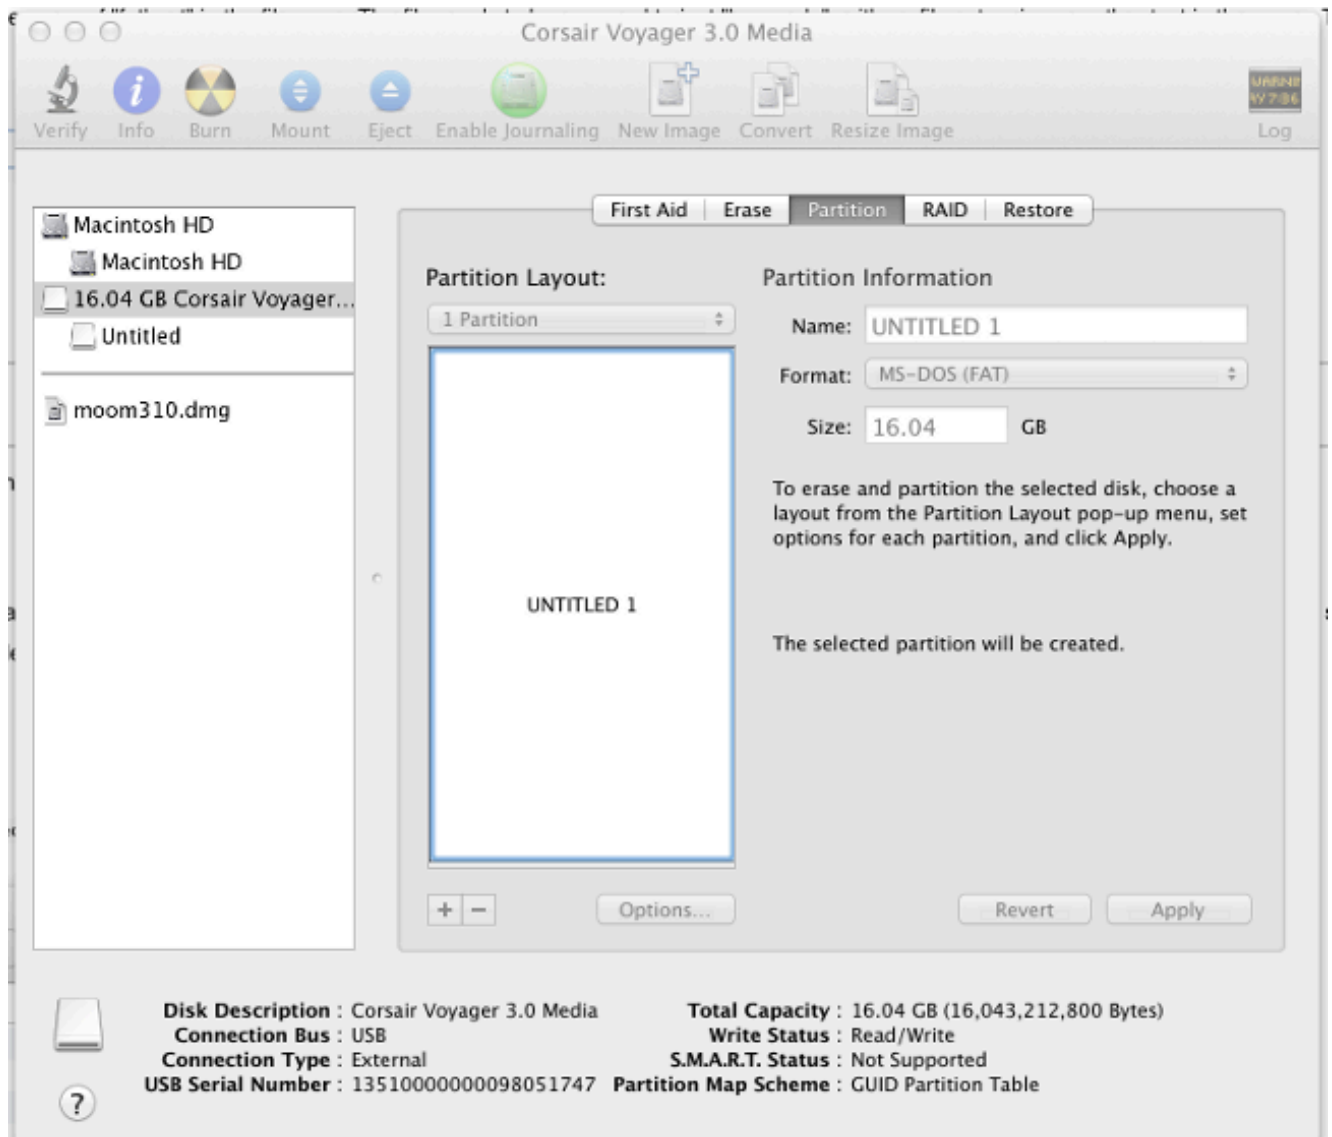 Corsair Voyager 3.0 Media
Verify Info Burn Mount Eject Enable Journaling New Image Convert Resize Image Log
WARNIN
AY 7:36
First Aid Erase Partition RAID Restore
Macintosh HD
Macintosh HD
16.04 GB Corsair Voyager...
Untitled
moom310.dmg
Partition Layout:
1 Partition
UNTITLED 1
+ − Options...
Partition Information
Name: UNTITLED 1
Format: MS-DOS (FAT)
Size: 16.04 GB
To erase and partition the selected disk, choose a
layout from the Partition Layout pop-up menu, set
options for each partition, and click Apply.
The selected partition will be created.
Revert Apply
Disk Description : Corsair Voyager 3.0 Media
Connection Bus : USB
Connection Type : External
USB Serial Number : 13510000000098051747
Total Capacity : 16.04 GB (16,043,212,800 Bytes)
Write Status : Read/Write
S.M.A.R.T. Status : Not Supported
Partition Map Scheme : GUID Partition Table
?